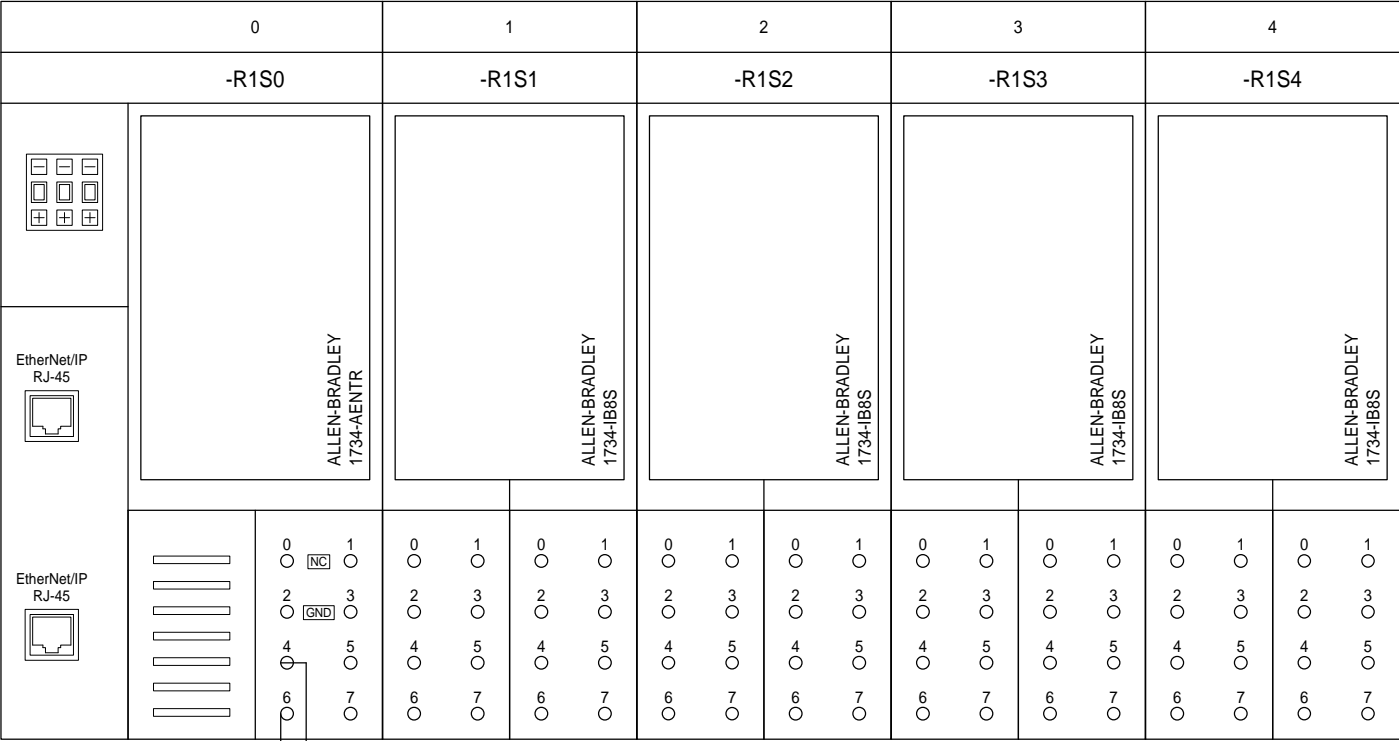 0 1 2 3 4
-R1S0 -R1S1 -R1S2 -R1S3 -R1S4
EtherNet/IP
RJ-45
EtherNet/IP
RJ-45
ALLEN-BRADLEY
1734-AENTR
ALLEN-BRADLEY
1734-IB8S
ALLEN-BRADLEY
1734-IB8S
ALLEN-BRADLEY
1734-IB8S
ALLEN-BRADLEY
1734-IB8S
0 NC 1 0 1 0 1 0 1 0 1 0 1 0 1 0 1 0 1
2 GND 3 2 3 2 3 2 3 2 3 2 3 2 3 2 3 2 3
4 5 4 5 4 5 4 5 4 5 4 5 4 5 4 5 4 5
6 7 6 7 6 7 6 7 6 7 6 7 6 7 6 7 6 7